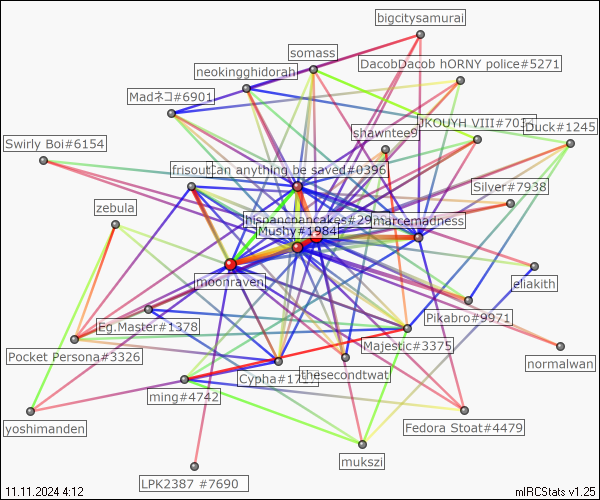 bigcitysamurai
somass
DacobDacob hORNY police#5271
neokingghidorah
Madネコ#6901
JKOUYH VIII#703
Duck#1245
shawntee9
Swirly Boi#6154
frisout
can anything be saved#0396
Silver#7938
zebula
hispanopancakes#29
marcemadness
Mushy#1984
moonraven
eliakith
Pikabro#9971
Eg.Master#1378
Majestic#3375
Pocket Persona#3326
normalwan
Cypha#17
thesecondtwat
ming#4742
yoshimanden
Fedora Stoat#4479
mukszi
LPK2387 #7690
11.11.2024 4:12
mIRCStats v1.25